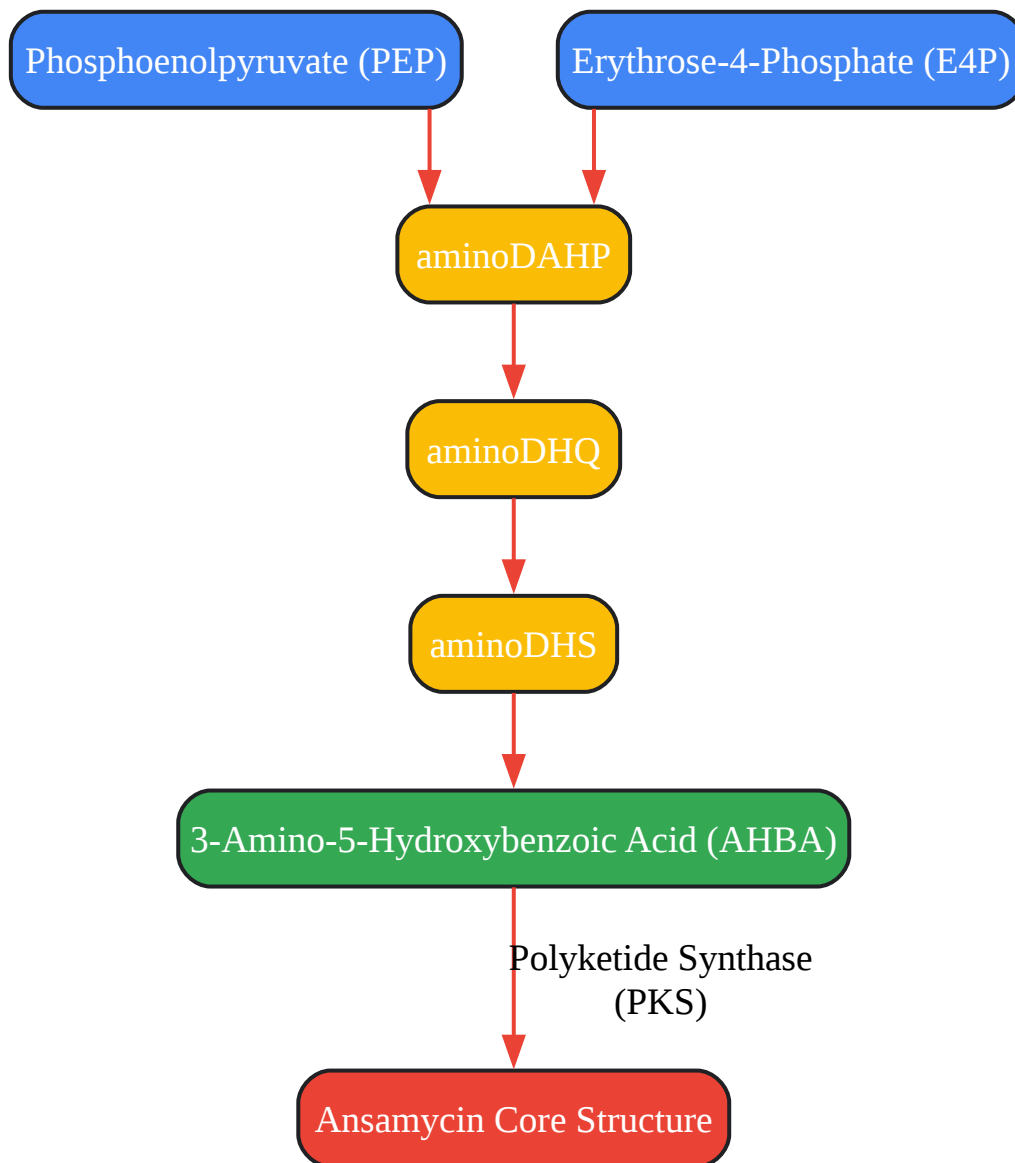 Phosphoenolpyruvate (PEP)
Erythrose-4-Phosphate (E4P)
aminoDAHP
aminoDHQ
aminoDHS
3-Amino-5-Hydroxybenzoic Acid (AHBA)
Polyketide Synthase
(PKS)
Ansamycin Core Structure